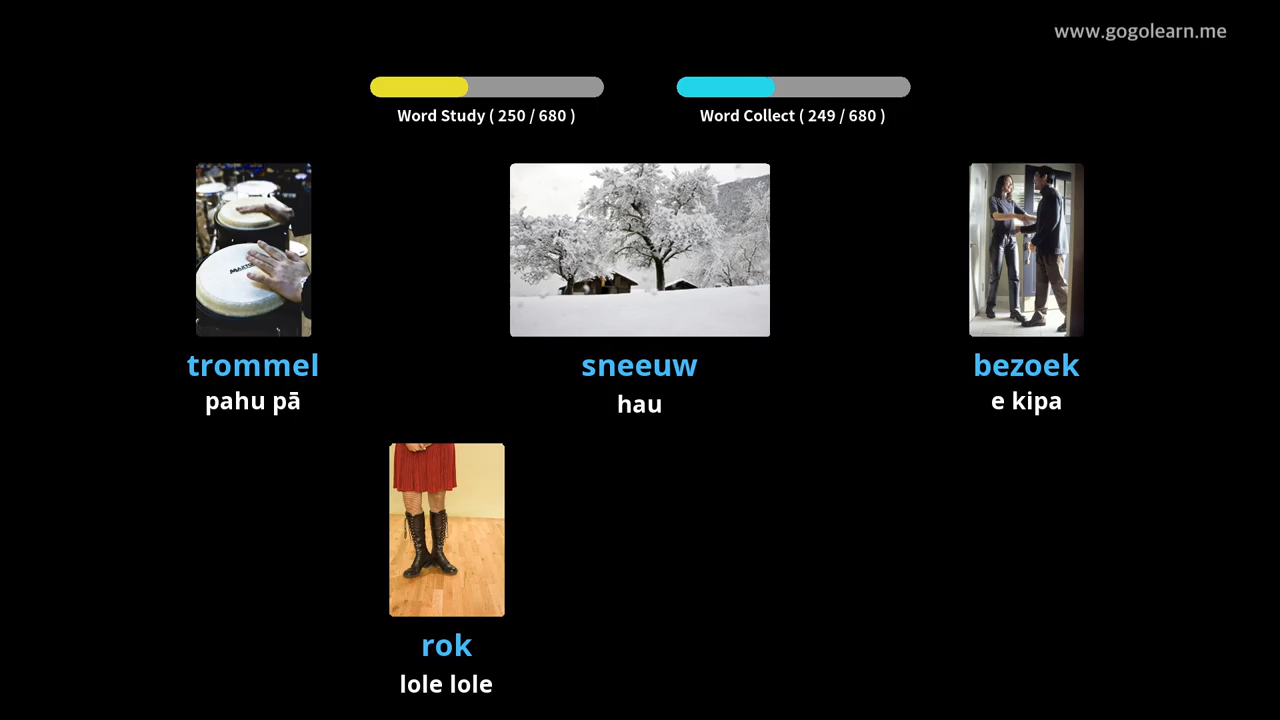 www.gogolearn.me
Word Study ( 250 / 680 )
Word Collect ( 249 / 680 )
trommel
pahu pā
sneeuw
hau
bezoek
e kipa
rok
lole lole